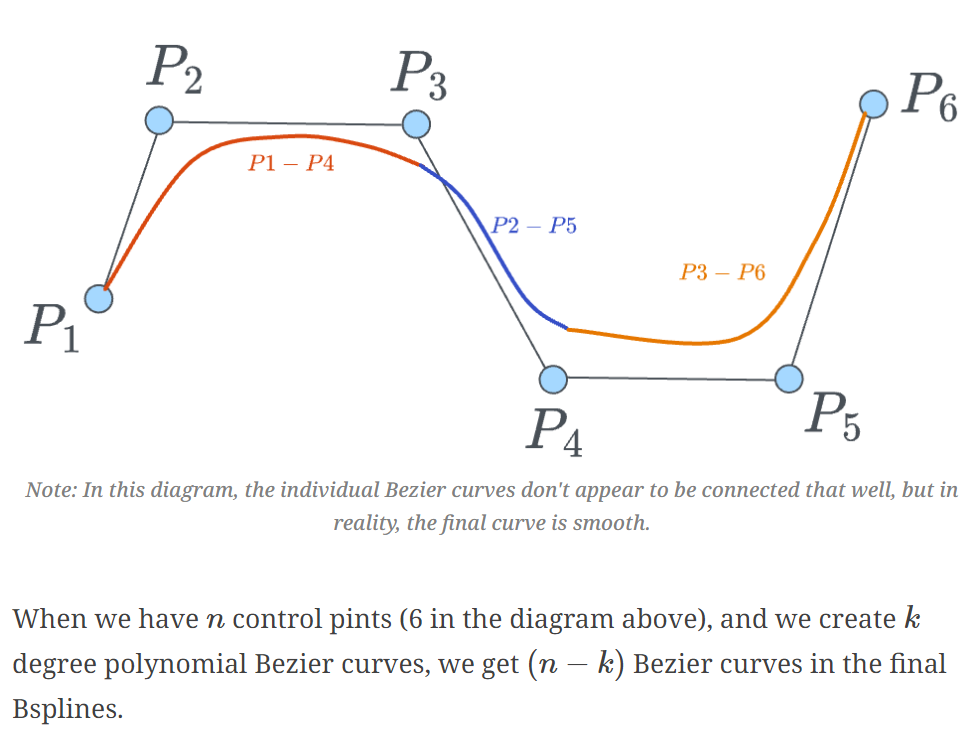 P₂
P₃
P₆
P1 – P4
P2 – P5
P3 – P6
P₁
P₅
P₄
Note: In this diagram, the individual Bezier curves don't appear to be connected that well, but in
reality, the final curve is smooth.
When we have n control pints (6 in the diagram above), and we create k
degree polynomial Bezier curves, we get (n – k) Bezier curves in the final
Bsplines.